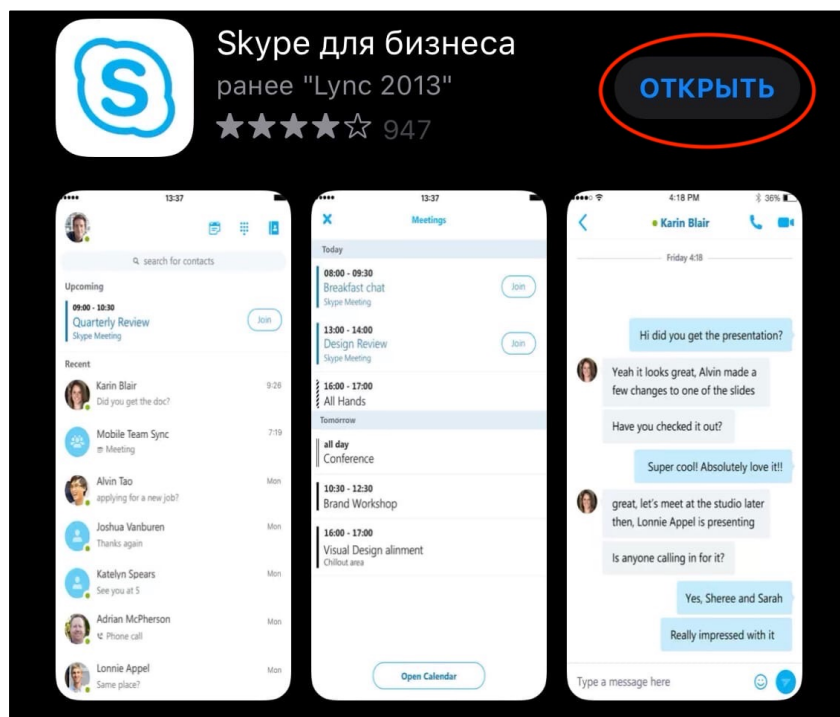 Skype для бизнеса
ранее "Lync 2013"
947
ОТКРЫТЬ
13:37
search for contacts
Upcoming
09:00 - 10:30
Quarterly Review
Skype Meeting
Join
Recent
Karin Blair
9:26
Did you get the doc?
Mobile Team Sync
7:19
Meeting
Alvin Tao
Mon
applying for a new job?
Joshua Vanburen
Mon
Thanks again
Katelyn Spears
Mon
See you at 5
Adrian McPherson
Mon
Phone call
Lonnie Appel
Mon
Same place?
13:37
Meetings
Today
08:00 - 09:30
Breakfast chat
Skype Meeting
Join
13:00 - 14:00
Design Review
Skype Meeting
Join
16:00 - 17:00
All Hands
Tomorrow
all day
Conference
10:30 - 12:30
Brand Workshop
16:00 - 17:00
Visual Design alinment
Chillout area
Open Calendar
4:18 PM
36%
Karin Blair
Friday 4:18
Hi did you get the presentation?
Yeah it looks great, Alvin made a
few changes to one of the slides
Have you checked it out?
Super cool! Absolutely love it!!
great, let's meet at the studio later
then, Lonnie Appel is presenting
Is anyone calling in for it?
Yes, Sheree and Sarah
Really impressed with it
Type a message here